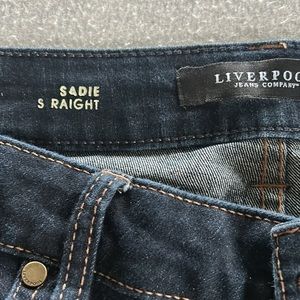 SADIE
S RAIGHT
LIVERPOO
JEANS COMPANY